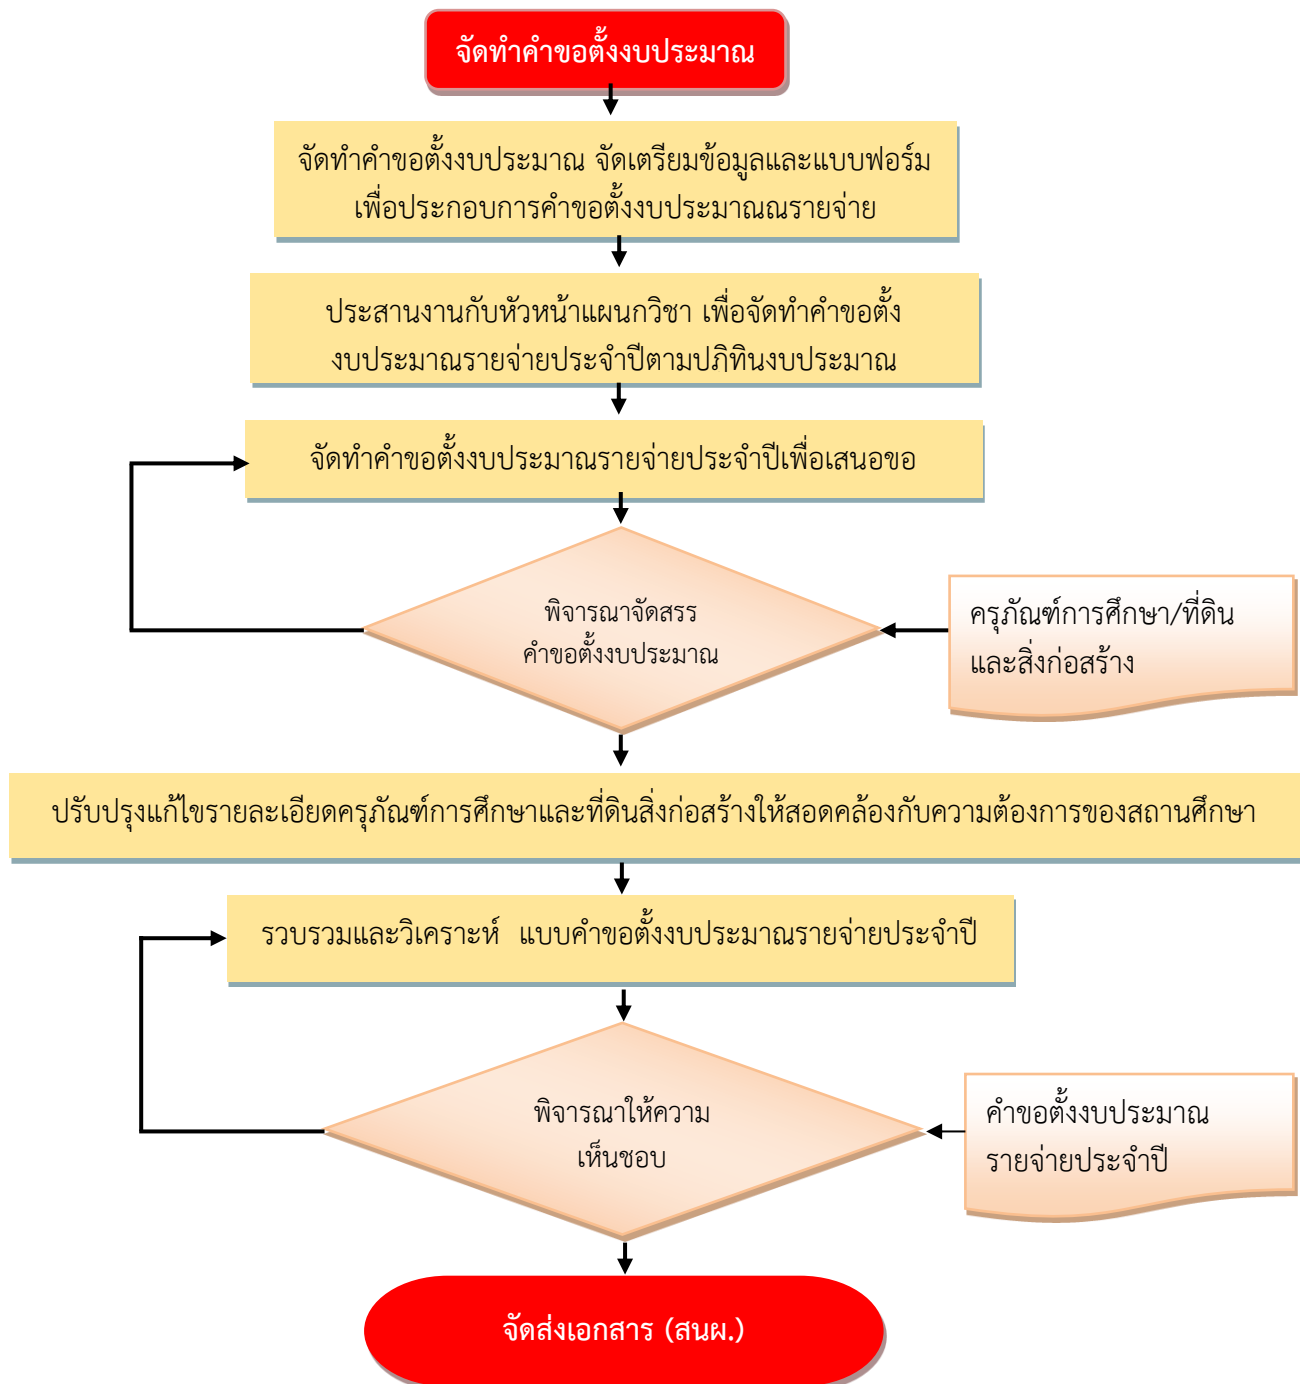 จัดทำคำขอตั้งงบประมาณ
จัดทำคำขอตั้งงบประมาณ จัดเตรียมข้อมูลและแบบฟอร์ม
เพื่อประกอบการคำขอตั้งงบประมาณณรายจ่าย
ประสานงานกับหัวหน้าแผนกวิชา เพื่อจัดทำคำขอตั้ง
งบประมาณรายจ่ายประจำปีตามปฏิทินงบประมาณ
จัดทำคำขอตั้งงบประมาณรายจ่ายประจำปีเพื่อเสนอขอ
พิจารณาจัดสรร
คำขอตั้งงบประมาณ
ครุภัณฑ์การศึกษา/ที่ดิน
และสิ่งก่อสร้าง
ปรับปรุงแก้ไขรายละเอียดครุภัณฑ์การศึกษาและที่ดินสิ่งก่อสร้างให้สอดคล้องกับความต้องการของสถานศึกษา
รวบรวมและวิเคราะห์ แบบคำขอตั้งงบประมาณรายจ่ายประจำปี
พิจารณาให้ความ
เห็นชอบ
คำขอตั้งงบประมาณ
รายจ่ายประจำปี
จัดส่งเอกสาร (สนผ.)